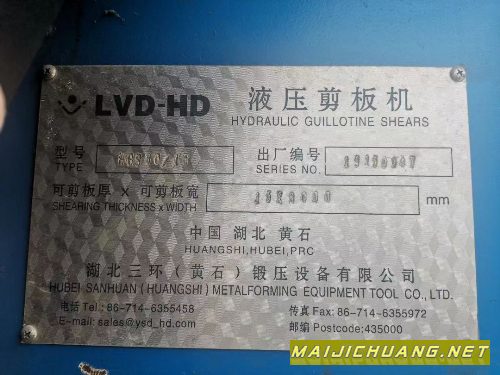 LVD-HD 液压剪板机
HYDRAULIC GUILLOTINE SHEARS
型号 出厂编号
TYPE SERIES NO.
可剪板厚 x 可剪板宽 mm
SHEARING THICKNESS x WIDTH
中国 湖北 黄石
HUANGSHI,HUBEI,PRC
湖北三环（黄石）锻压设备有限公司
HUBEI SANHUAN (HUANGSHI) METALFORMING EQUIPMENT TOOL CO., LTD.
电话 Tel: 86-714-6355458 传真 Fax: 86-714-6355972
E-mail: sales@ysd_hd.com 邮编 Postcode: 435000
MAIJICHUANG.NET